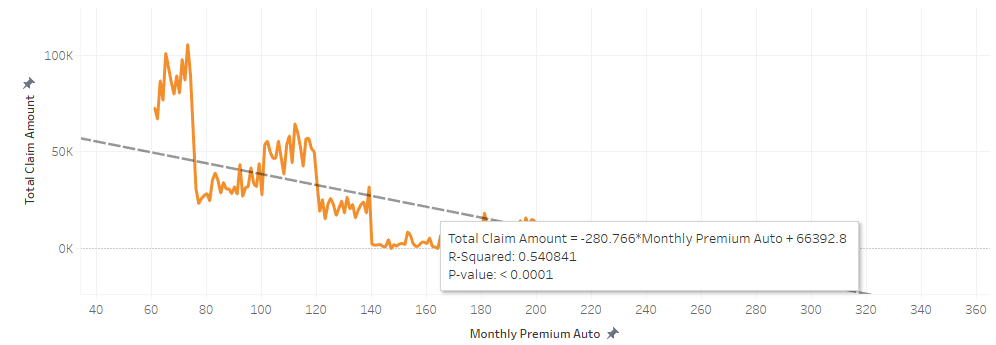 100K
50K
0K
Total Claim Amount
Total Claim Amount = -280.766*Monthly Premium Auto + 66392.8
R-Squared: 0.540841
P-value: < 0.0001
40 60 80 100 120 140 160 180 200 220 240 260 280 300 320 340 360
Monthly Premium Auto